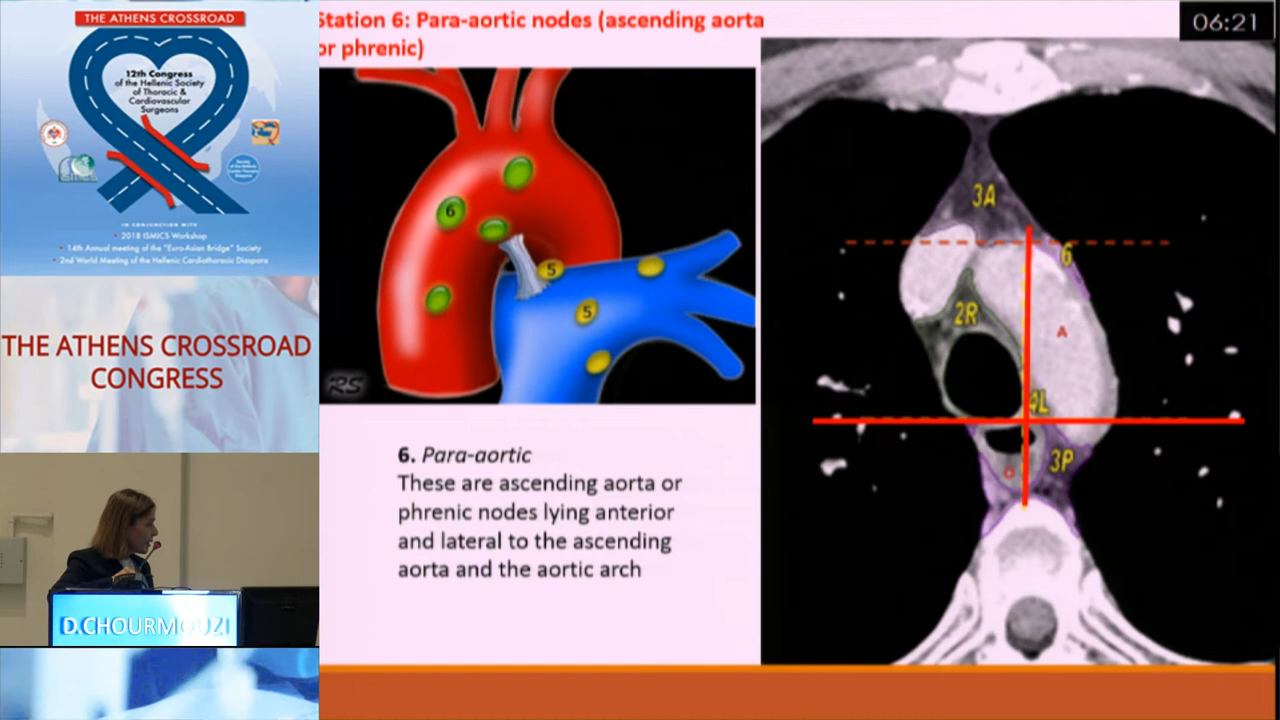 THE ATHENS CROSSROAD
12th Congress
of the Hellenic Society
of Thoracic &
Cardiovascular
Surgeons
IN CONJUNCTION WITH
2018 ISMICS Workshop
14th Annual meeting of the "Euro-Asian Bridge" Society
2nd World Meeting of the Hellenic Cardiothoracic Diaspora
THE ATHENS CROSSROAD
CONGRESS
D.CHOURMOUZI
Station 6: Para-aortic nodes (ascending aorta
or phrenic)
06:21
6
5
5
RS
6. Para-aortic
These are ascending aorta or
phrenic nodes lying anterior
and lateral to the ascending
aorta and the aortic arch
3A
6
2R
A
4L
3P